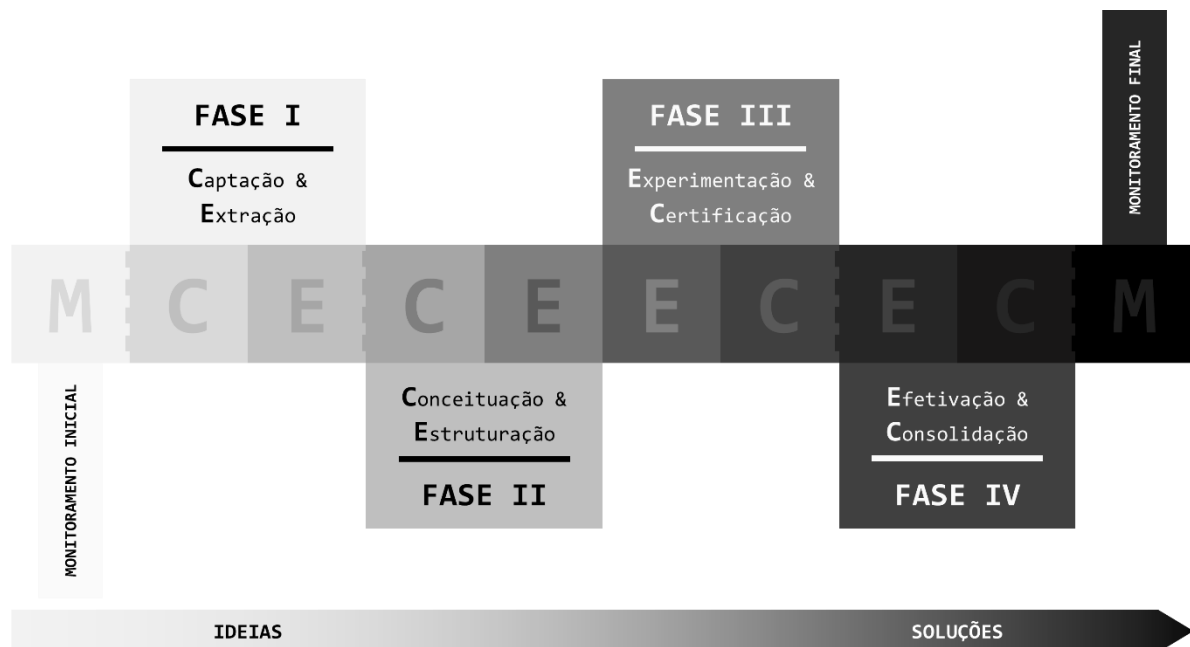 MONITORAMENTO FINAL
FASE I
Captação &
Extração
FASE III
Experimentação &
Certificação
M C E C E E C E C M
MONITORAMENTO INICIAL
Conceituação &
Estruturação
FASE II
Efetivação &
Consolidação
FASE IV
IDEIAS
SOLUÇÕES